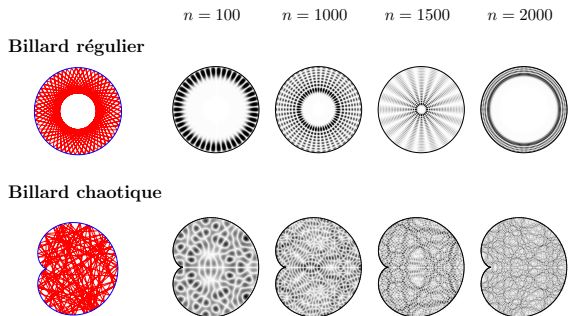 n = 100 n = 1000 n = 1500 n = 2000
Billard régulier
Billard chaotique